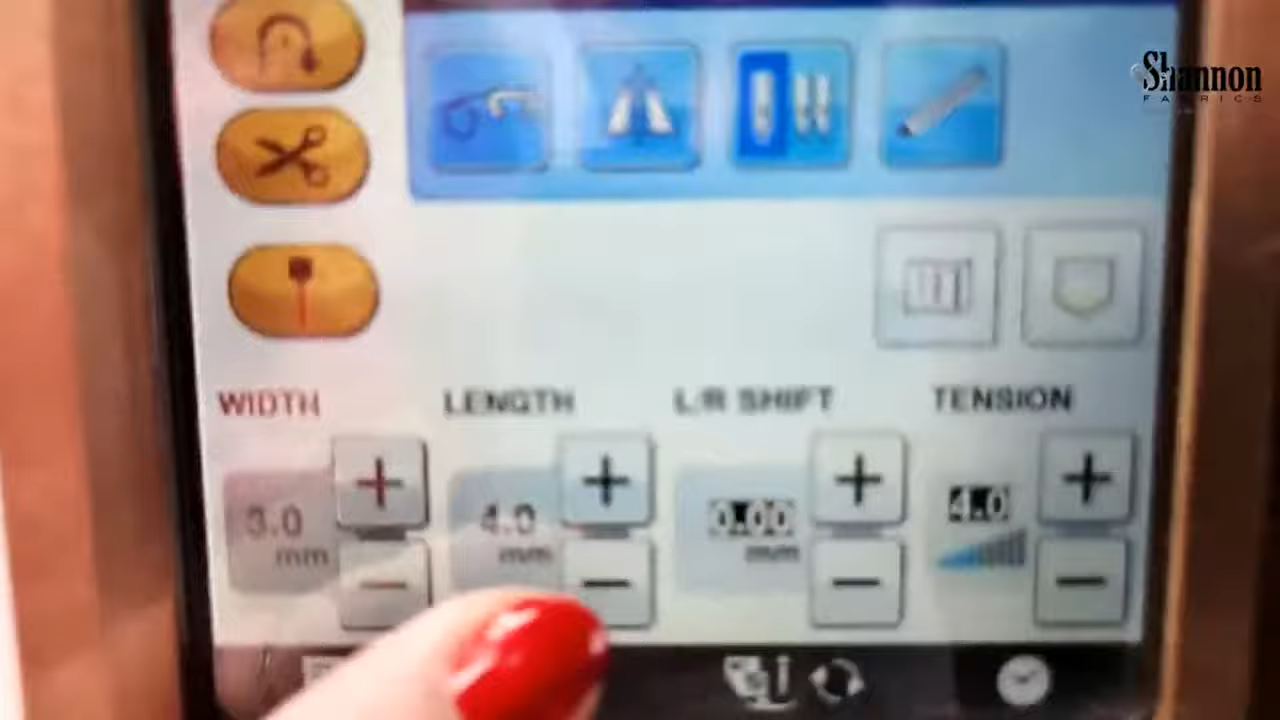 Shannon
FABRICS
WIDTH LENGTH L/R SHIFT TENSION
3.0 4.0 0.00 4.0
mm mm mm